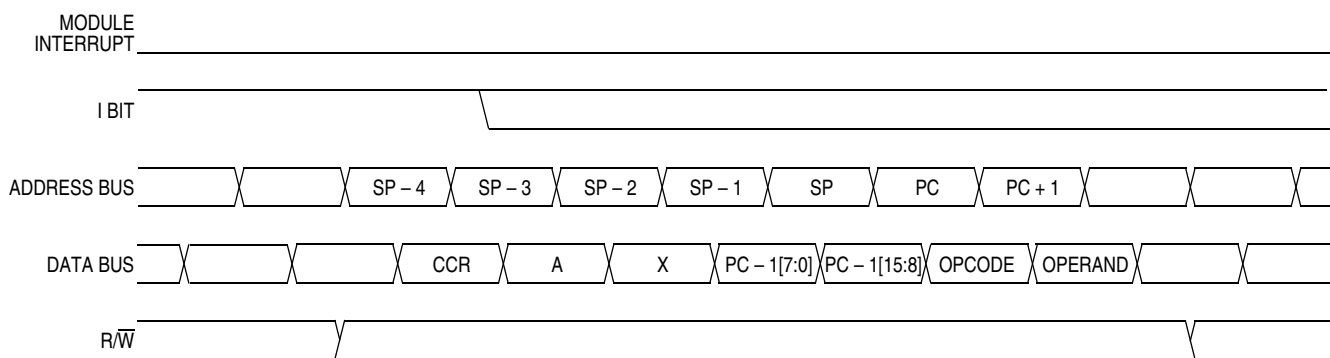 MODULE
INTERRUPT
I BIT
ADDRESS BUS SP – 4 SP – 3 SP – 2 SP – 1 SP PC PC + 1
DATA BUS CCR A X PC – 1[7:0] PC – 1[15:8] OPCODE OPERAND
R/W̅